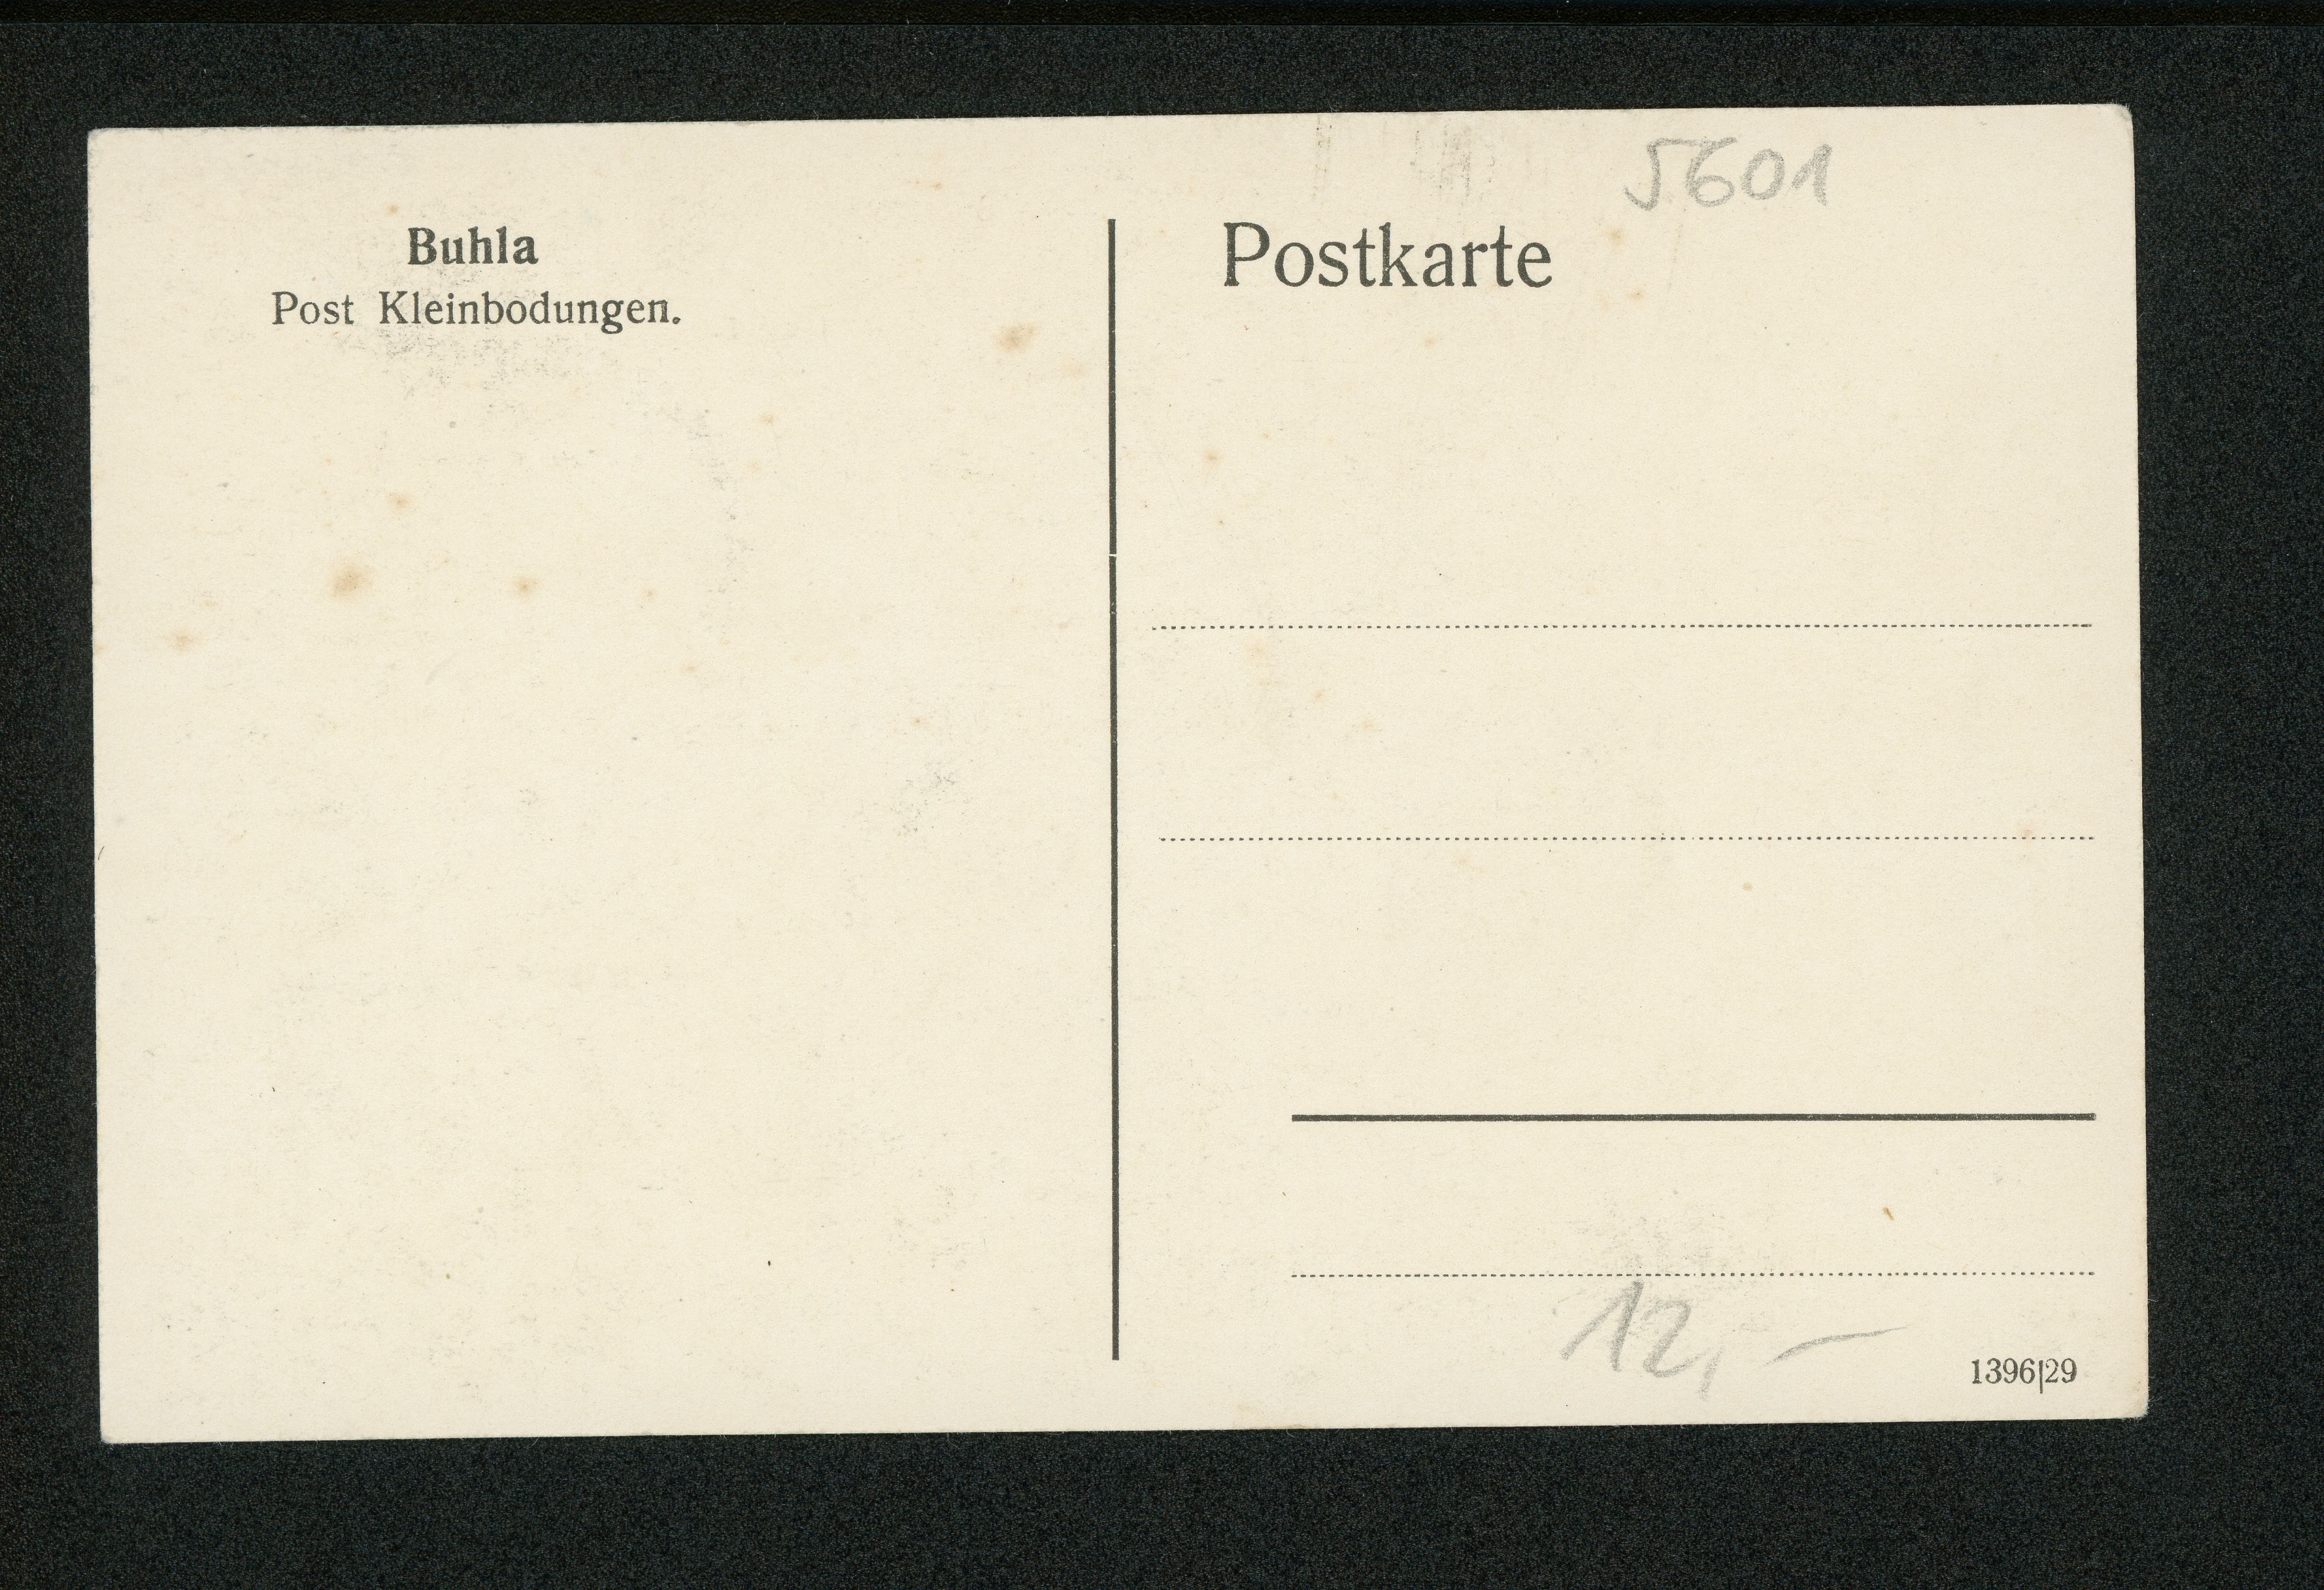 Buhla
Post Kleinbodungen.
5601
Postkarte
12,-
1396|29